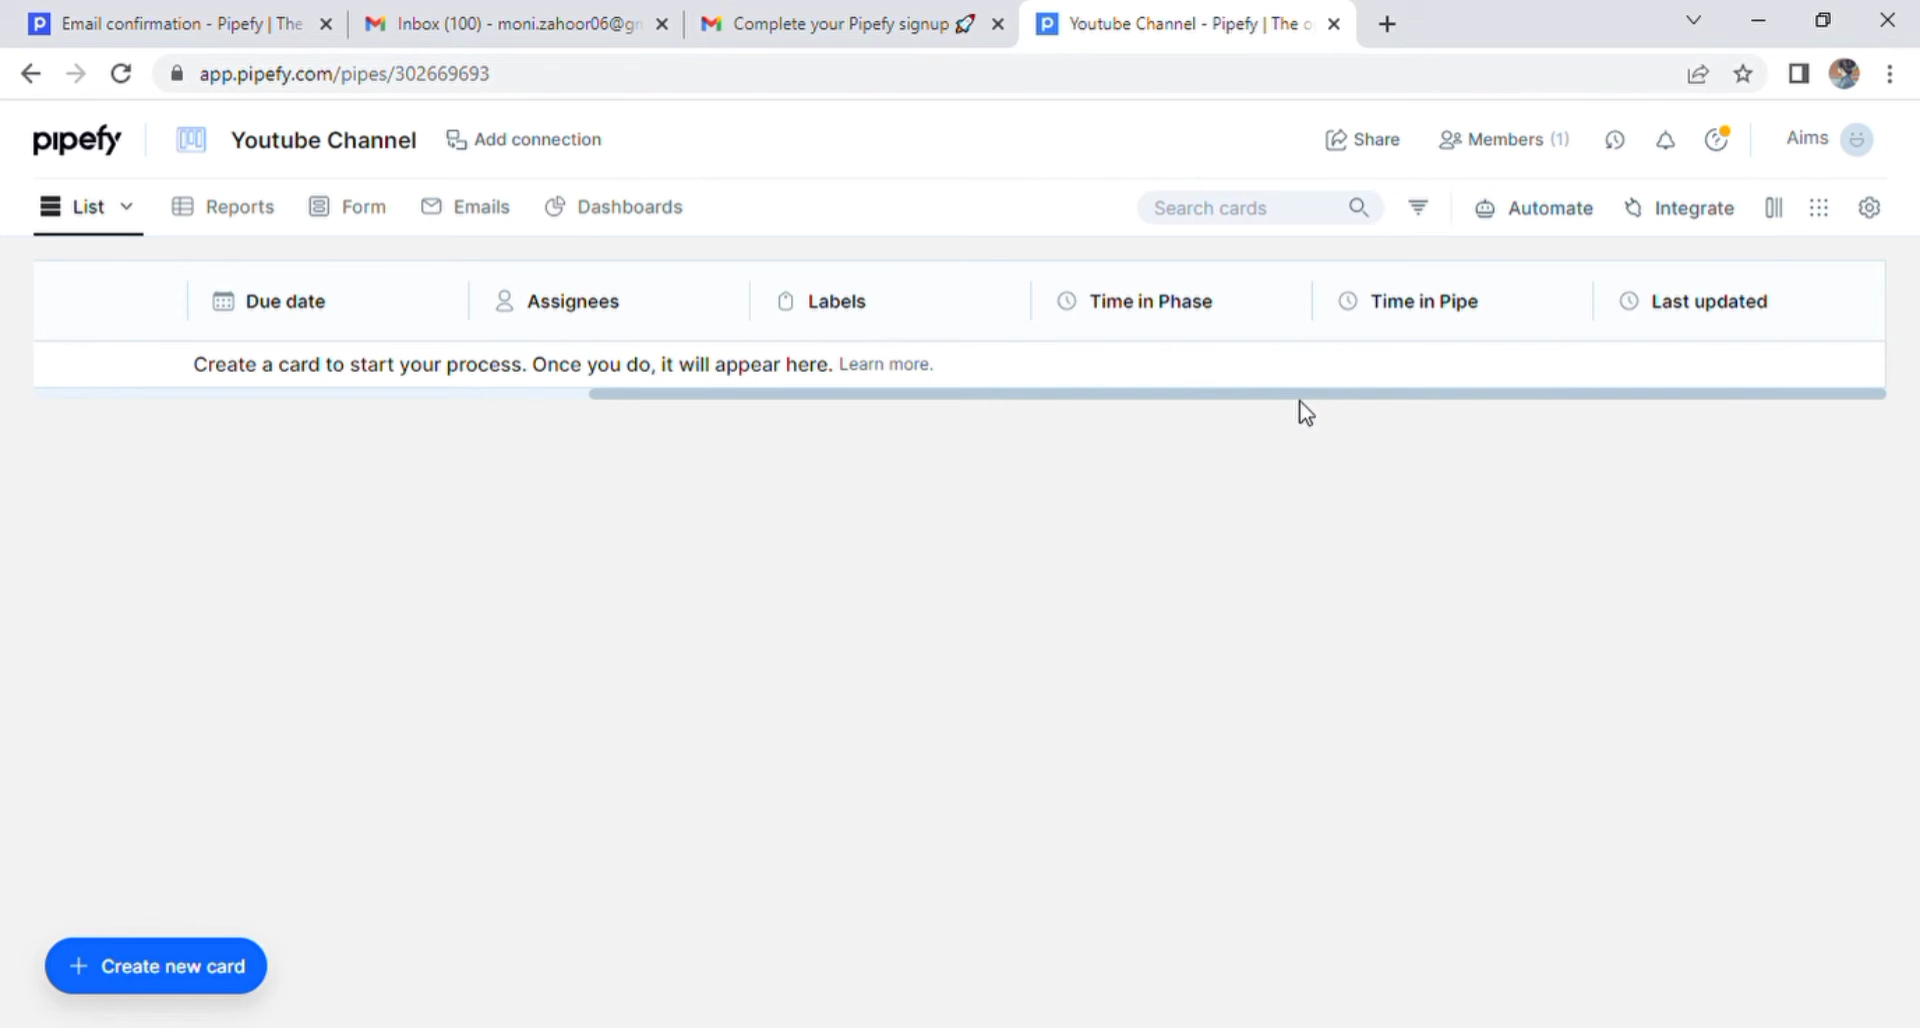 Email confirmation - Pipefy | The
Inbox (100) - moni.zahoor06@gm
Complete your Pipefy signup 🚀
Youtube Channel - Pipefy | The o
app.pipefy.com/pipes/302669693
pipefy
Youtube Channel
Add connection
Share
Members (1)
Aims
List
Reports
Form
Emails
Dashboards
Search cards
Automate
Integrate
Due date
Assignees
Labels
Time in Phase
Time in Pipe
Last updated
Create a card to start your process. Once you do, it will appear here. Learn more.
+ Create new card